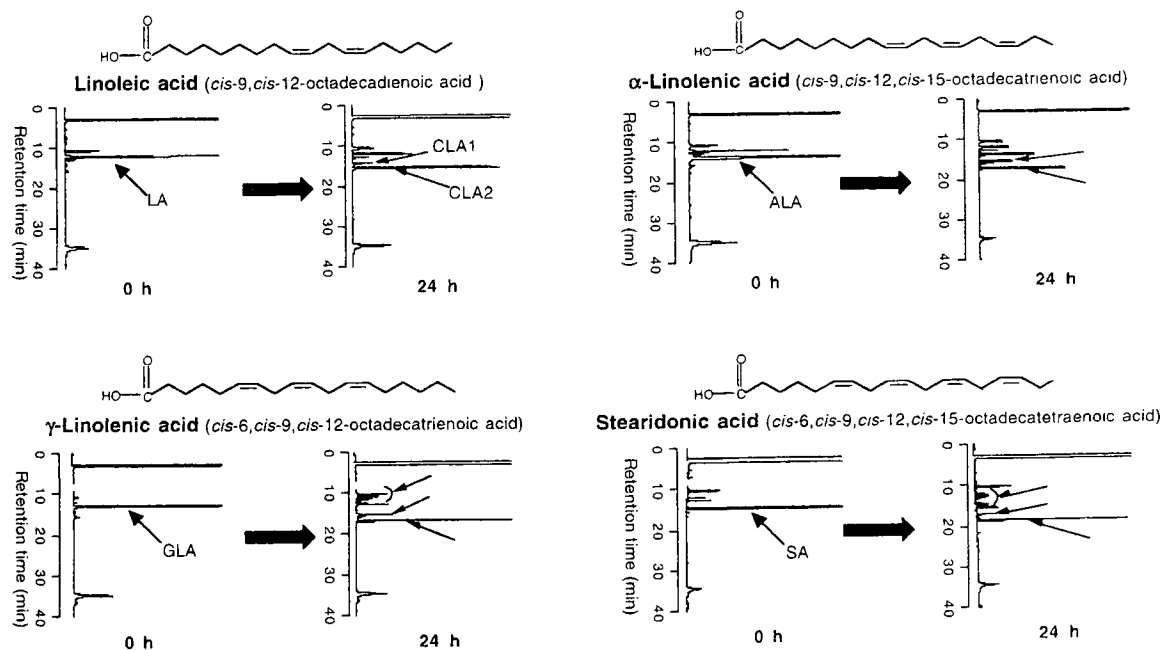 O
HO
C
Linoleic acid (cis-9,cis-12-octadecadienoic acid )
Retention time (min)
0
10
20
30
40
LA
0 h
0
10
20
30
40
CLA1
CLA2
24 h
O
HO
C
α-Linolenic acid (cis-9,cis-12,cis-15-octadecatrienoic acid)
Retention time (min)
0
10
20
30
40
ALA
0 h
0
10
20
30
40
24 h
O
HO
C
γ-Linolenic acid (cis-6,cis-9,cis-12-octadecatrienoic acid)
Retention time (min)
0
10
20
30
40
GLA
0 h
0
10
20
30
40
24 h
O
HO
C
Stearidonic acid (cis-6,cis-9,cis-12,cis-15-octadecatetraenoic acid)
Retention time (min)
0
10
20
30
40
SA
0 h
0
10
20
30
40
24 h